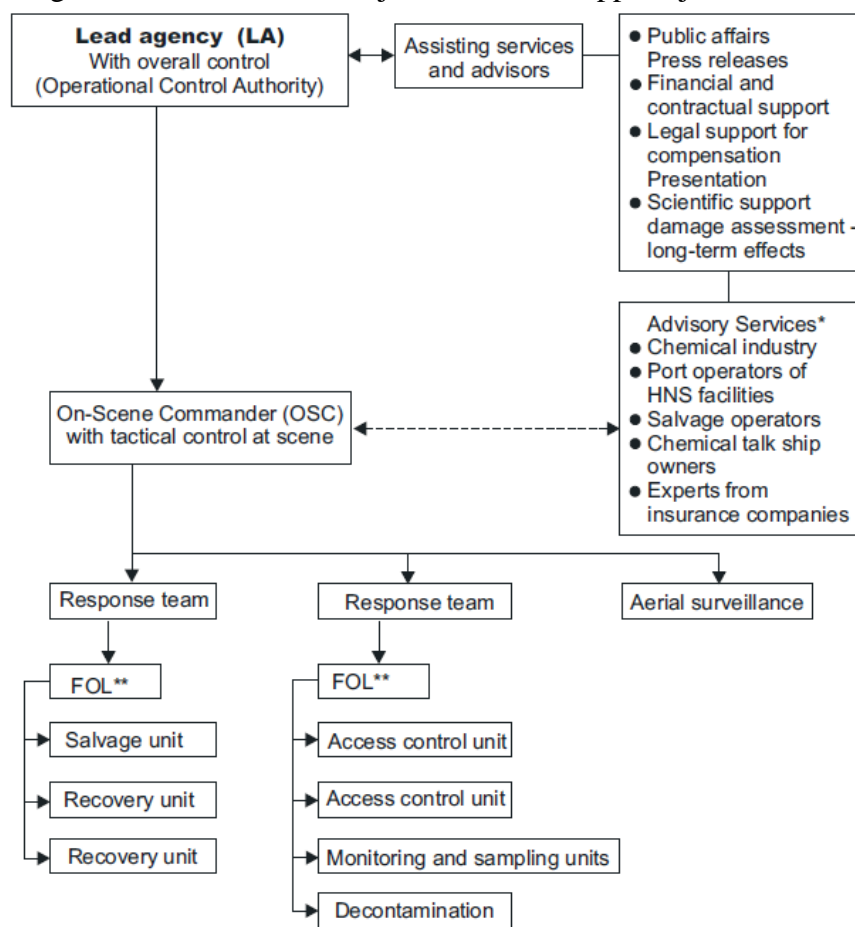 Lead agency (LA)
With overall control
(Operational Control Authority)
Assisting services
and advisors
● Public affairs
Press releases
● Financial and
contractual support
● Legal support for
compensation
Presentation
● Scientific support
damage assessment -
long-term effects
Advisory Services*
● Chemical industry
● Port operators of
HNS facilities
● Salvage operators
● Chemical talk ship
owners
● Experts from
insurance companies
On-Scene Commander (OSC)
with tactical control at scene
Response team
Response team
Aerial surveillance
FOL**
Salvage unit
Recovery unit
Recovery unit
FOL**
Access control unit
Access control unit
Monitoring and sampling units
Decontamination